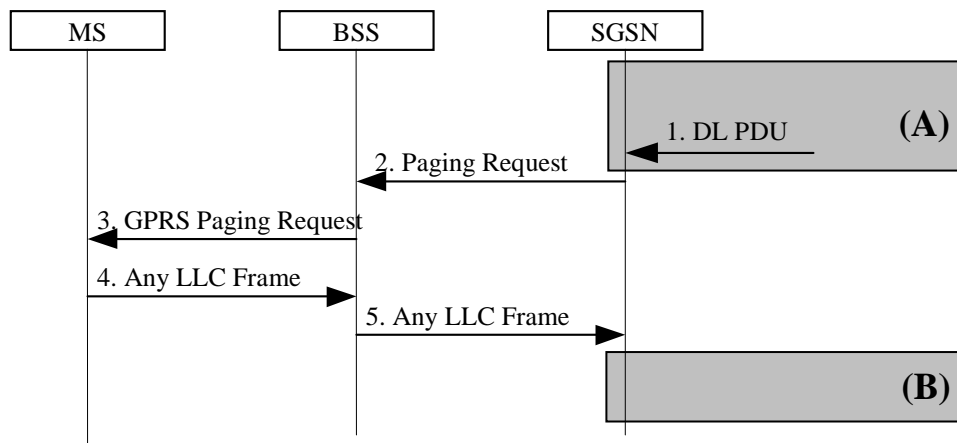 MS BSS SGSN
(A)
1. DL PDU
2. Paging Request
3. GPRS Paging Request
4. Any LLC Frame
5. Any LLC Frame
(B)